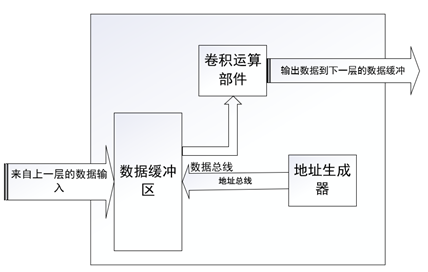 卷积运算
部件
输出数据到下一层的数据缓冲
来自上一层的数据输
入
数据缓冲
区
数据总线
地址总线
地址生成
器